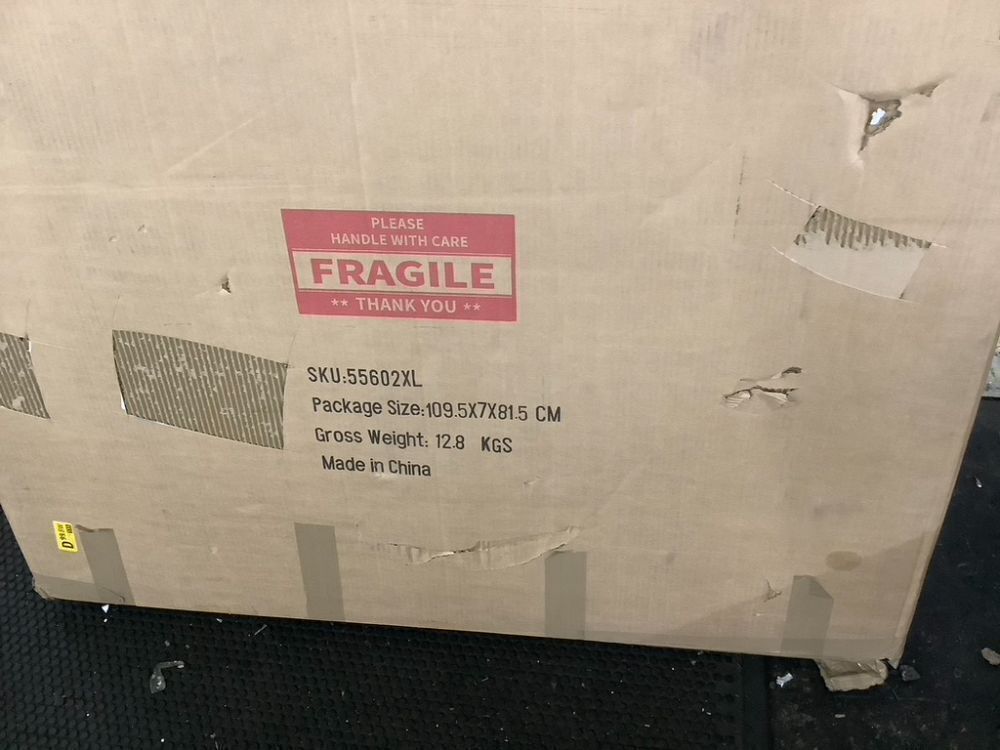 PLEASE
HANDLE WITH CARE
FRAGILE
** THANK YOU **
SKU:55602XL
Package Size:109.5X7X81.5 CM
Gross Weight: 12.8 KGS
Made in China
D